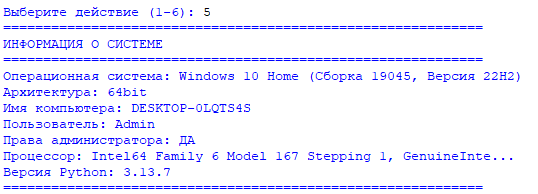 Выберите действие (1-6): 5
============================================================
ИНФОРМАЦИЯ О СИСТЕМЕ
============================================================
Операционная система: Windows 10 Home (Сборка 19045, Версия 22H2)
Архитектура: 64bit
Имя компьютера: DESKTOP-0LQTS4S
Пользователь: Admin
Права администратора: ДА
Процессор: Intel64 Family 6 Model 167 Stepping 1, GenuineInte...
Версия Python: 3.13.7
============================================================